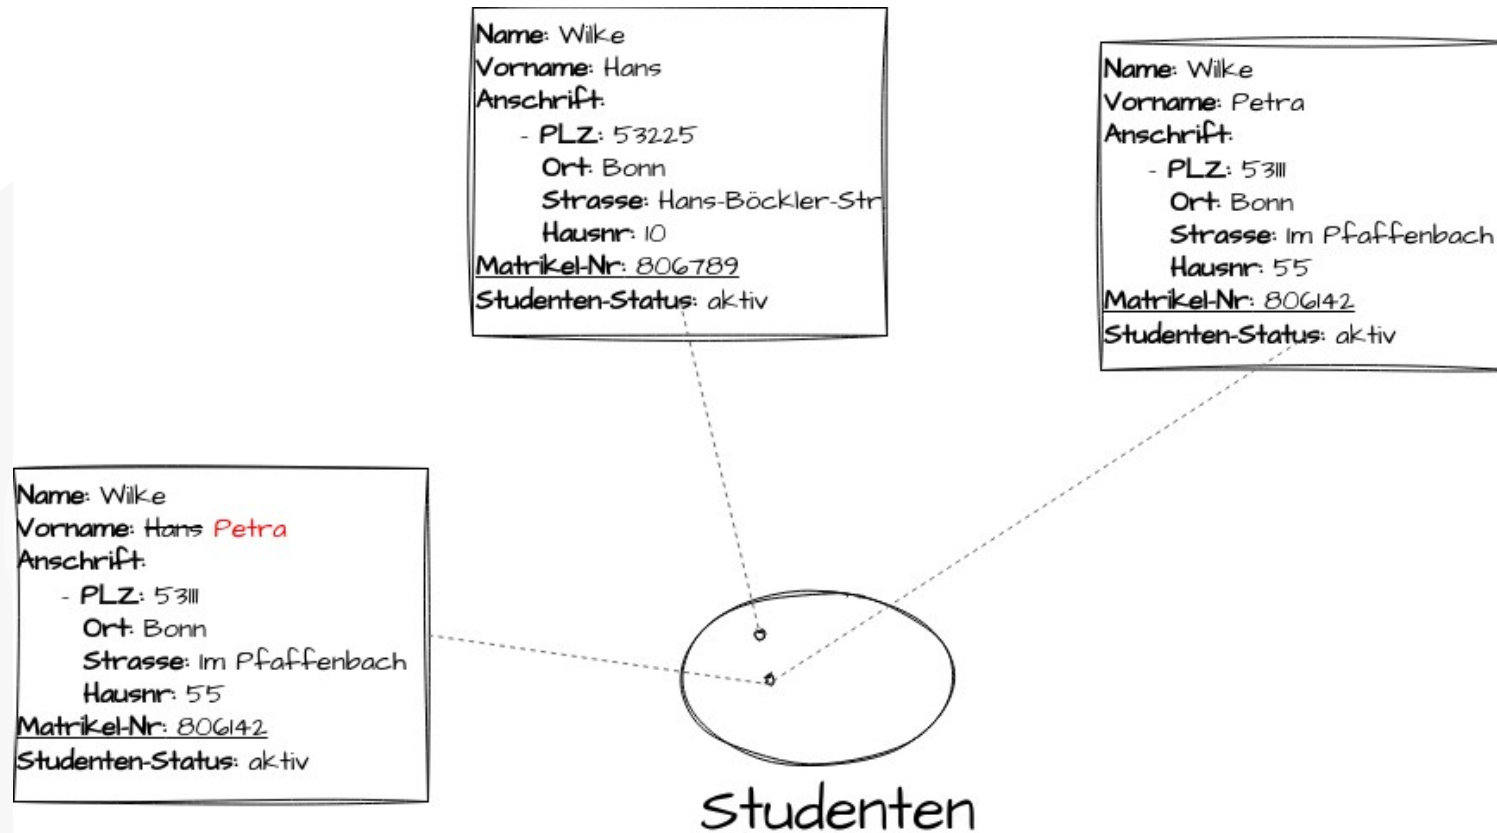 Name: Wilke
Vorname: Hans
Anschrift:
- PLZ: 53225
Ort: Bonn
Strasse: Hans-Böckler-Str
Hausnr: 10
Matrikel-Nr: 806789
Studenten-Status: aktiv
Name: Wilke
Vorname: Petra
Anschrift:
- PLZ: 53111
Ort: Bonn
Strasse: Im Pfaffenbach
Hausnr: 55
Matrikel-Nr: 806142
Studenten-Status: aktiv
Name: Wilke
Vorname: Hans Petra
Anschrift:
- PLZ: 53111
Ort: Bonn
Strasse: Im Pfaffenbach
Hausnr: 55
Matrikel-Nr: 806142
Studenten-Status: aktiv
Studenten